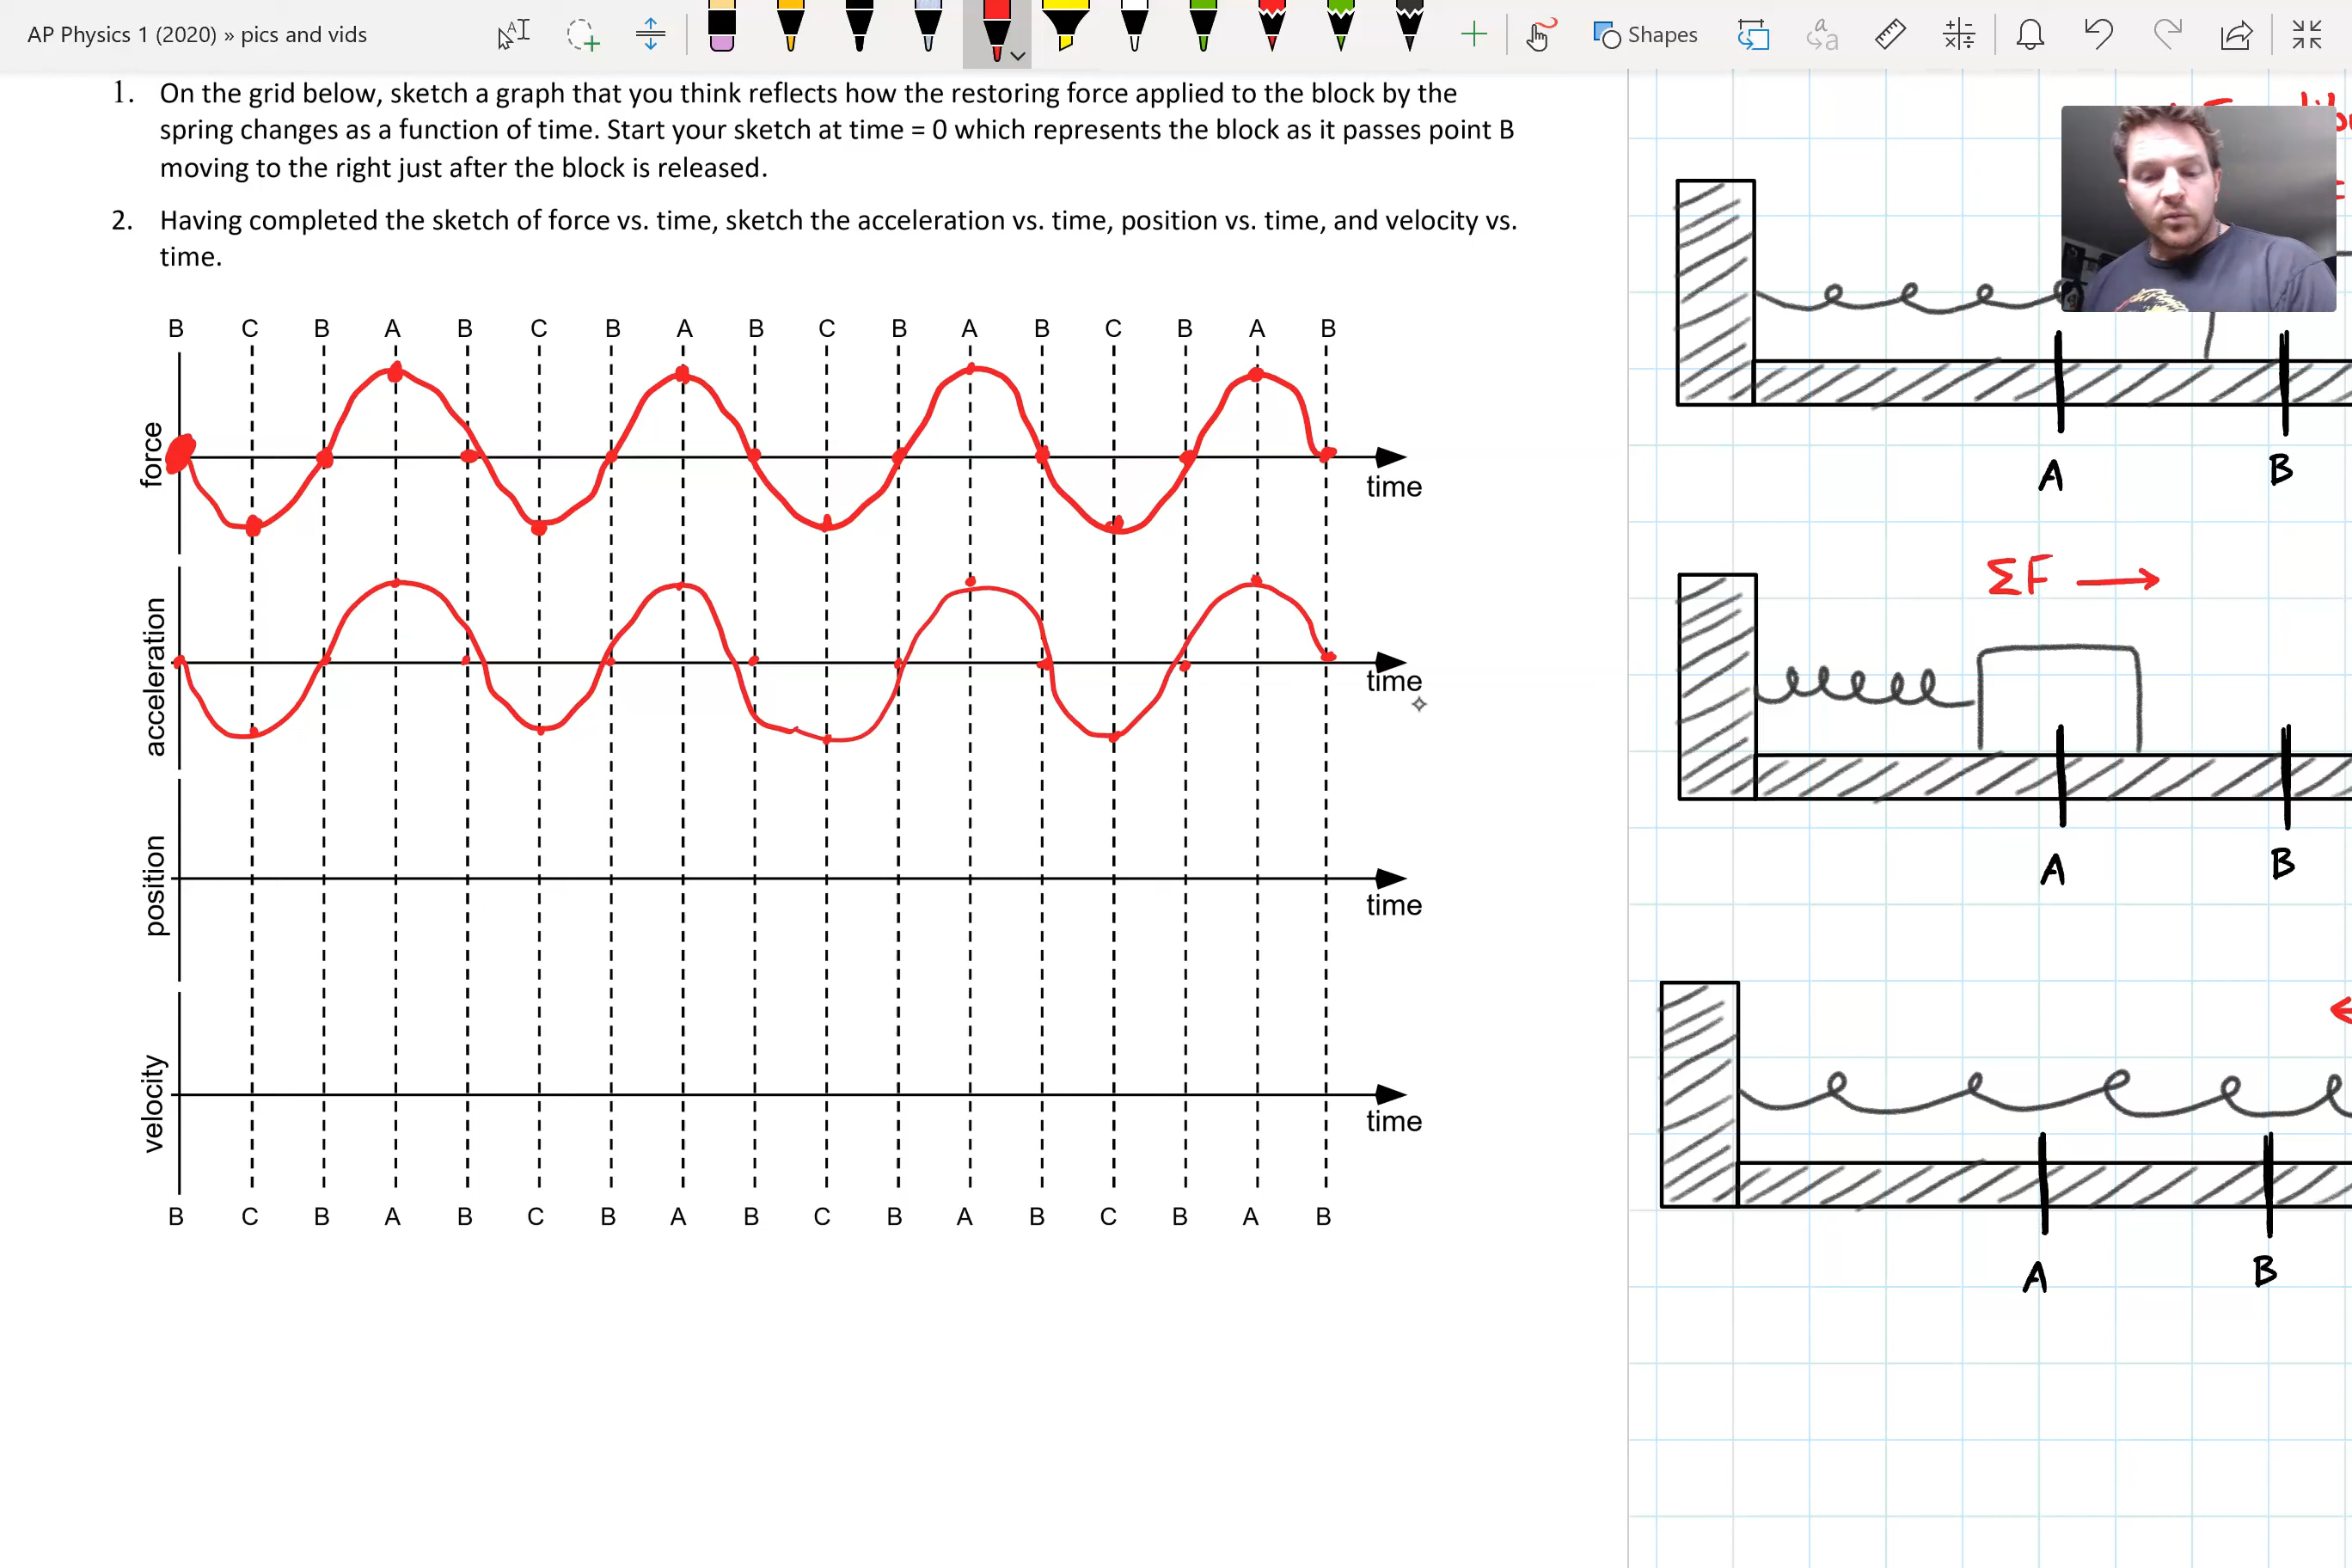 AP Physics 1 (2020) » pics and vids
Shapes
1. On the grid below, sketch a graph that you think reflects how the restoring force applied to the block by the
spring changes as a function of time. Start your sketch at time = 0 which represents the block as it passes point B
moving to the right just after the block is released.
2. Having completed the sketch of force vs. time, sketch the acceleration vs. time, position vs. time, and velocity vs.
time.
B C B A B C B A B C B A B C B A B
force
time
acceleration
time
position
time
velocity
time
B C B A B C B A B C B A B C B A B
A B
ΣF →
A B
A B